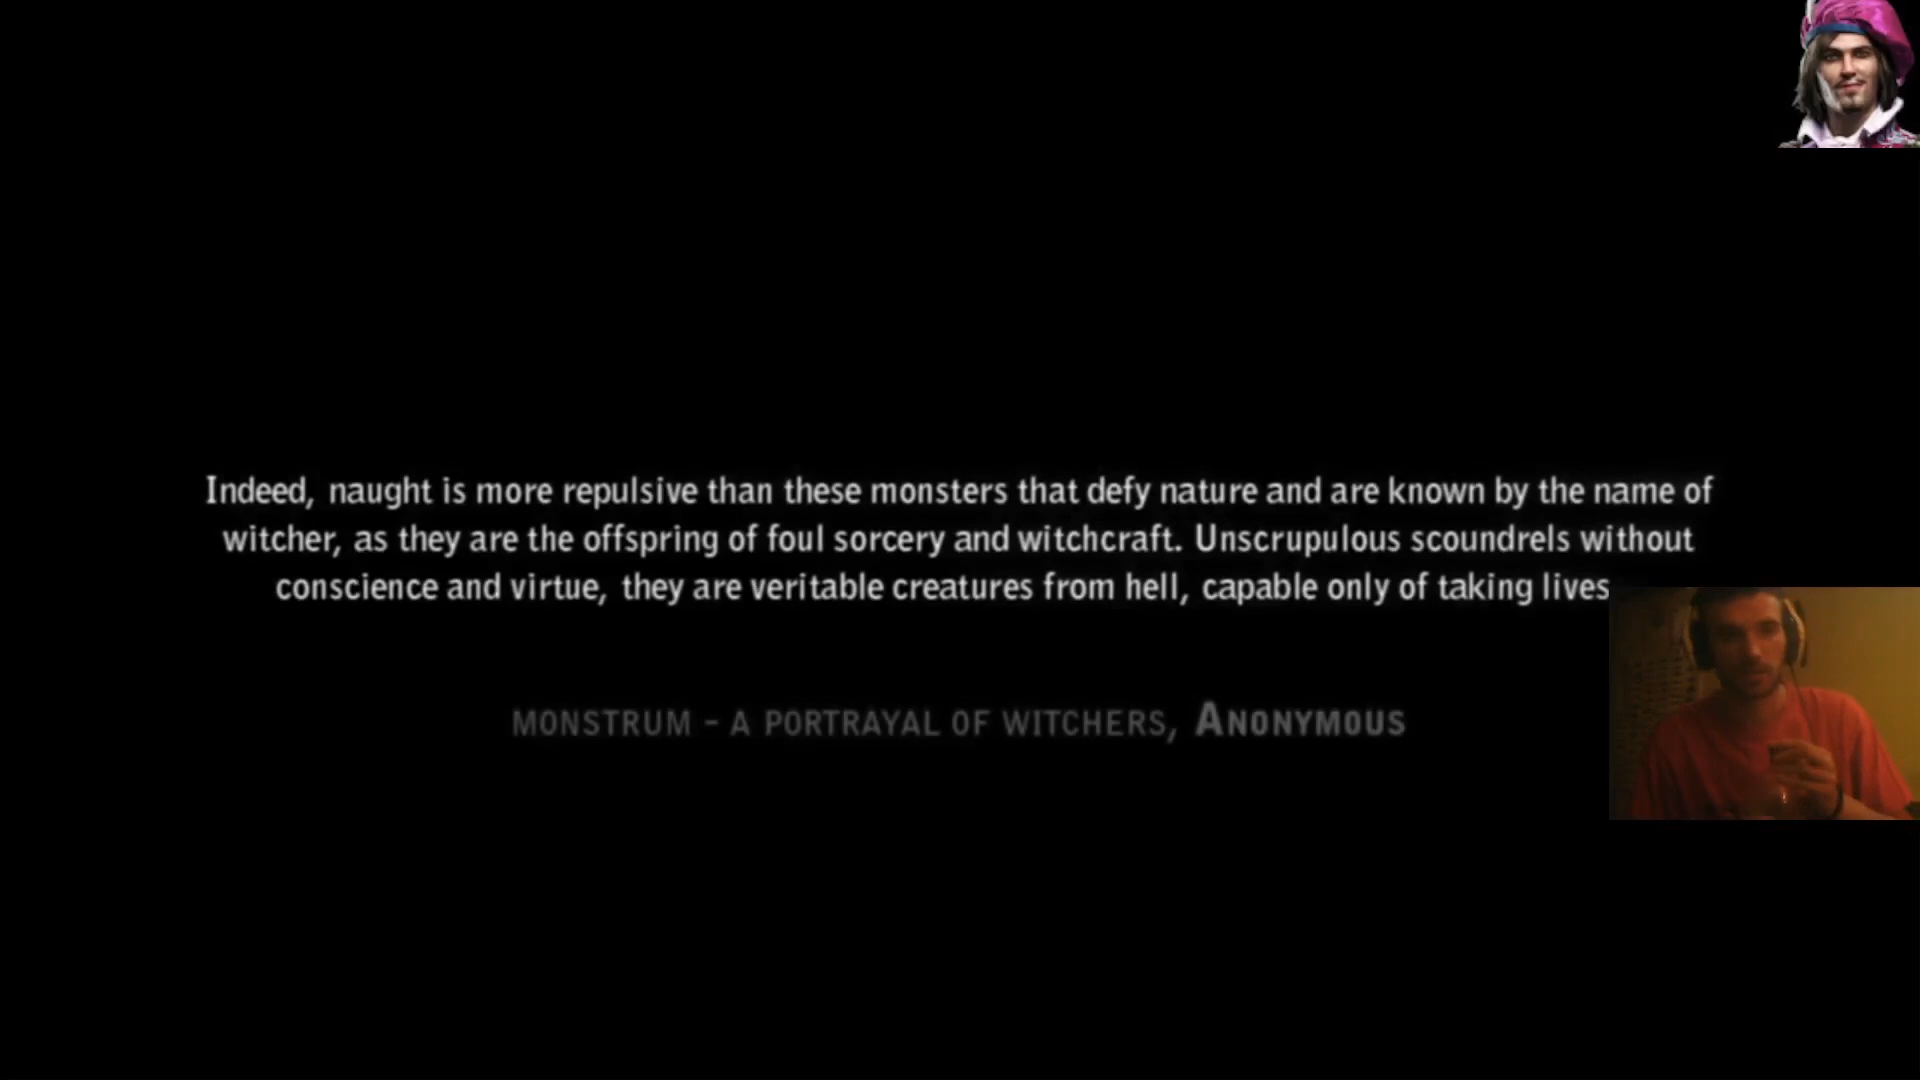 Indeed, naught is more repulsive than these monsters that defy nature and are known by the name of
witcher, as they are the offspring of foul sorcery and witchcraft. Unscrupulous scoundrels without
conscience and virtue, they are veritable creatures from hell, capable only of taking lives
MONSTRUM – A PORTRAYAL OF WITCHERS, ANONYMOUS